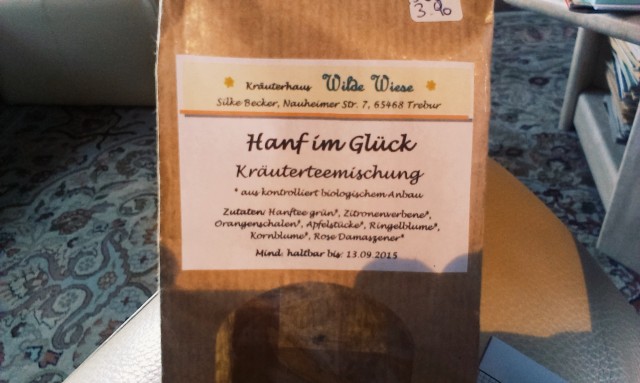 3.90
Kräuterhaus Wilde Wiese
Silke Becker, Nauheimer Str. 7, 65468 Trebur
Hanf im Glück
Kräuterteemischung
* aus kontrolliert biologischem Anbau
Zutaten: Hanftee grün*, Zitronenverbene*,
Orangenschalen*, Apfelstücke*, Ringelblume*,
Kornblume*, Rose Damaszener*
Mind. haltbar bis: 13.09.2015